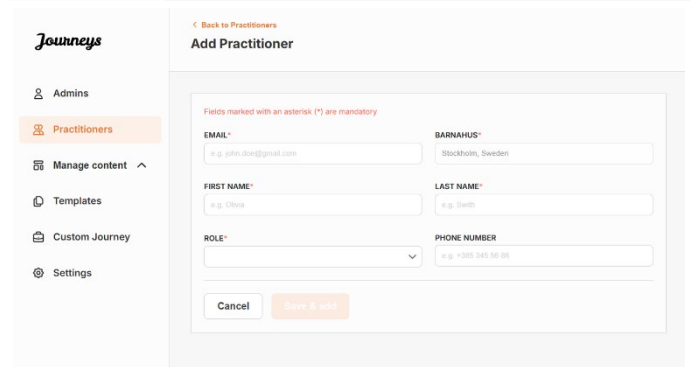 Journeys
Admins
Practitioners
Manage content
Templates
Custom Journey
Settings
Back to Practitioners
Add Practitioner
Fields marked with an asterisk (*) are mandatory
EMAIL* BARNAHUS*
e.g. john.doe@gmail.com Stockholm, Sweden
FIRST NAME* LAST NAME*
e.g. Olivia e.g. Smith
ROLE* PHONE NUMBER
e.g. +385 345 66 88
Cancel Save & add